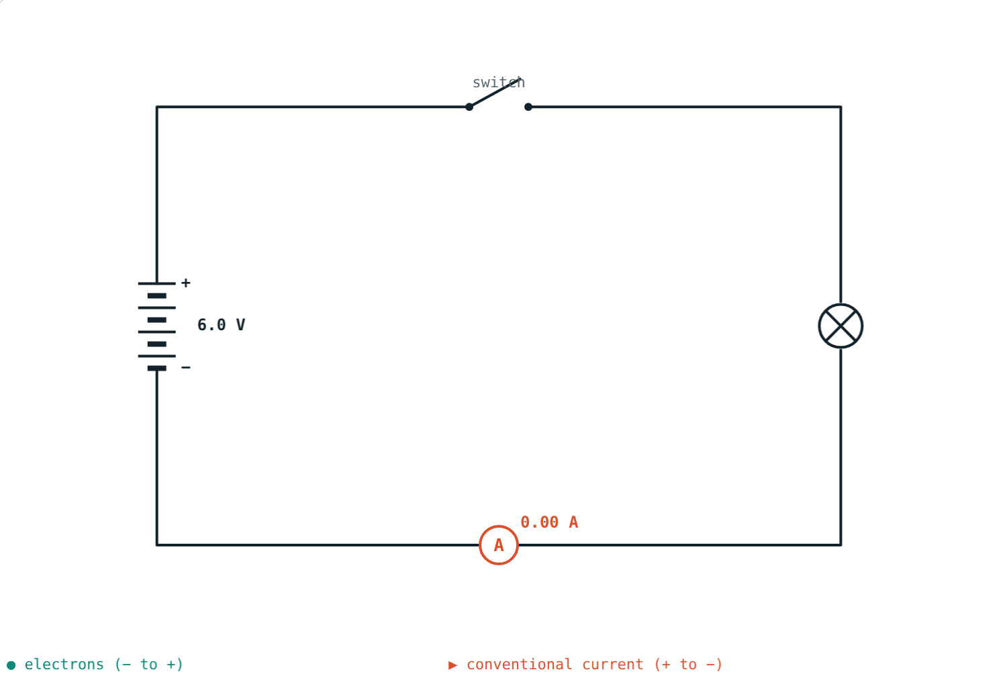 switch
+
6.0 V
−
0.00 A
A
● electrons (− to +)
▶ conventional current (+ to −)